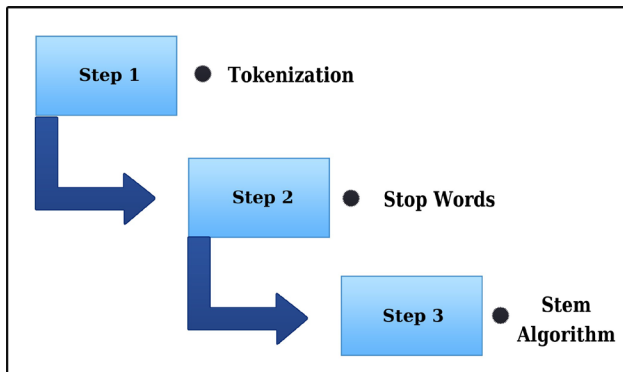 Step 1
Tokenization
Step 2
Stop Words
Step 3
Stem
Algorithm